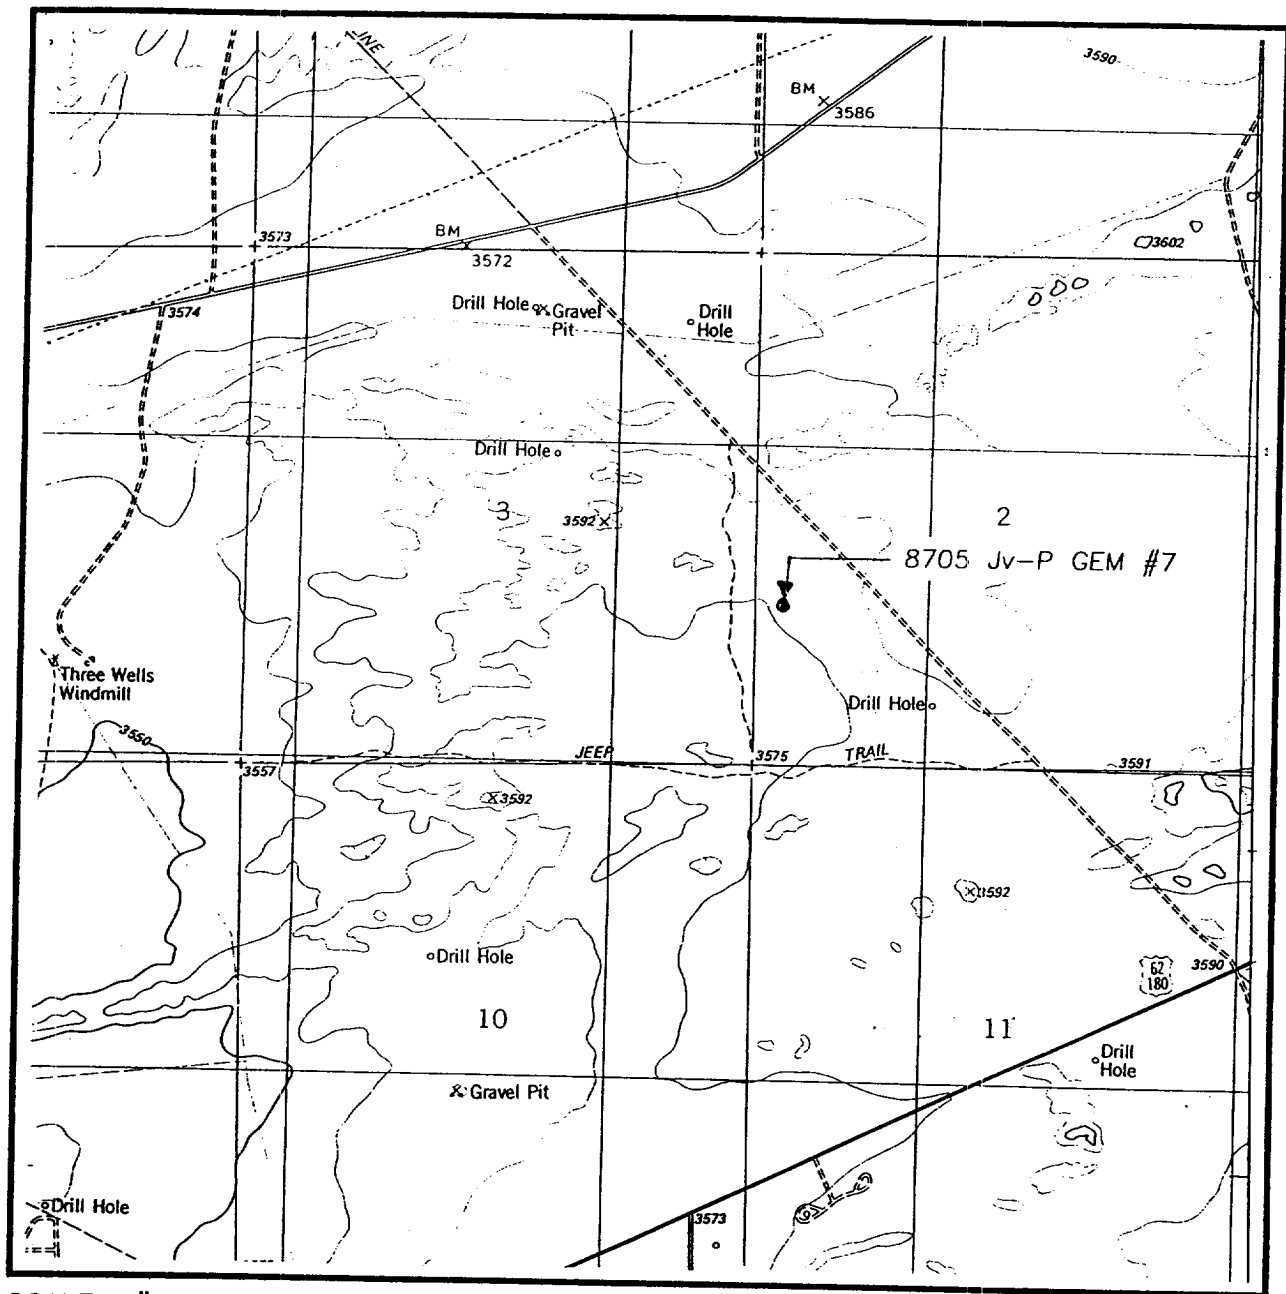 INE
3590
BM
3586
3573
BM
3572
3602
3574
Drill Hole
Gravel
Pit
Drill
Hole
Drill Hole
3
3592
2
8705 Jv-P GEM #7
Three Wells
Windmill
Drill Hole
3550
JEEP
TRAIL
3575
3591
3557
3592
3592
Drill Hole
62
180
3590
10
11
Drill
Hole
Gravel Pit
Drill Hole
3573